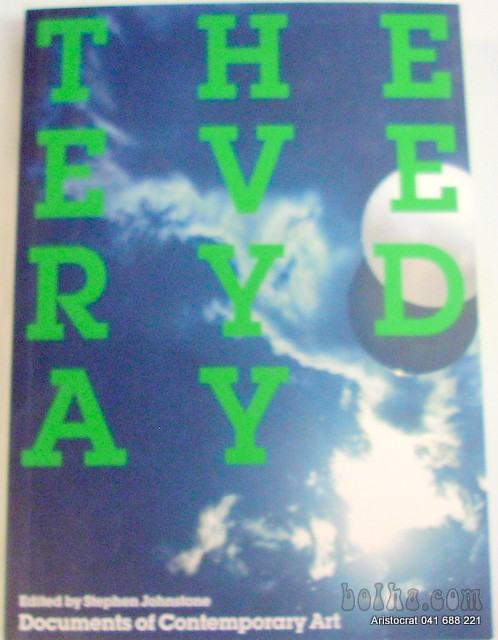 T H E
E V E
R Y D
A Y
Edited by Stephen Johnstone
Documents of Contemporary Art
bolha.com
Aristocrat 041 688 221